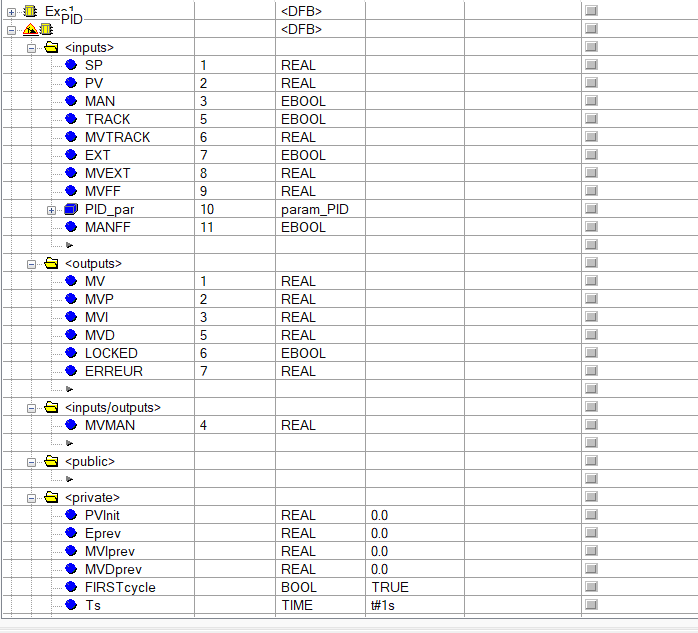 Exo1 <DFB>
PID <DFB>
<inputs>
SP 1 REAL
PV 2 REAL
MAN 3 EBOOL
TRACK 5 EBOOL
MVTRACK 6 REAL
EXT 7 EBOOL
MVEXT 8 REAL
MVFF 9 REAL
PID_par 10 param_PID
MANFF 11 EBOOL
<outputs>
MV 1 REAL
MVP 2 REAL
MVI 3 REAL
MVD 5 REAL
LOCKED 6 EBOOL
ERREUR 7 REAL
<inputs/outputs>
MVMAN 4 REAL
<public>
<private>
PVInit REAL 0.0
Eprev REAL 0.0
MVIprev REAL 0.0
MVDprev REAL 0.0
FIRSTcycle BOOL TRUE
Ts TIME t#1s